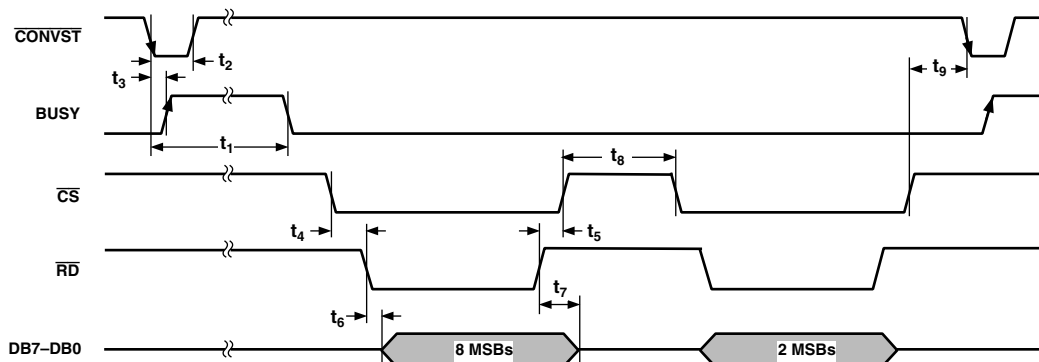 CONVST
t2
t3
t9
BUSY
t1
t8
CS
t4
t5
RD
t7
t6
DB7–DB0
8 MSBs
2 MSBs